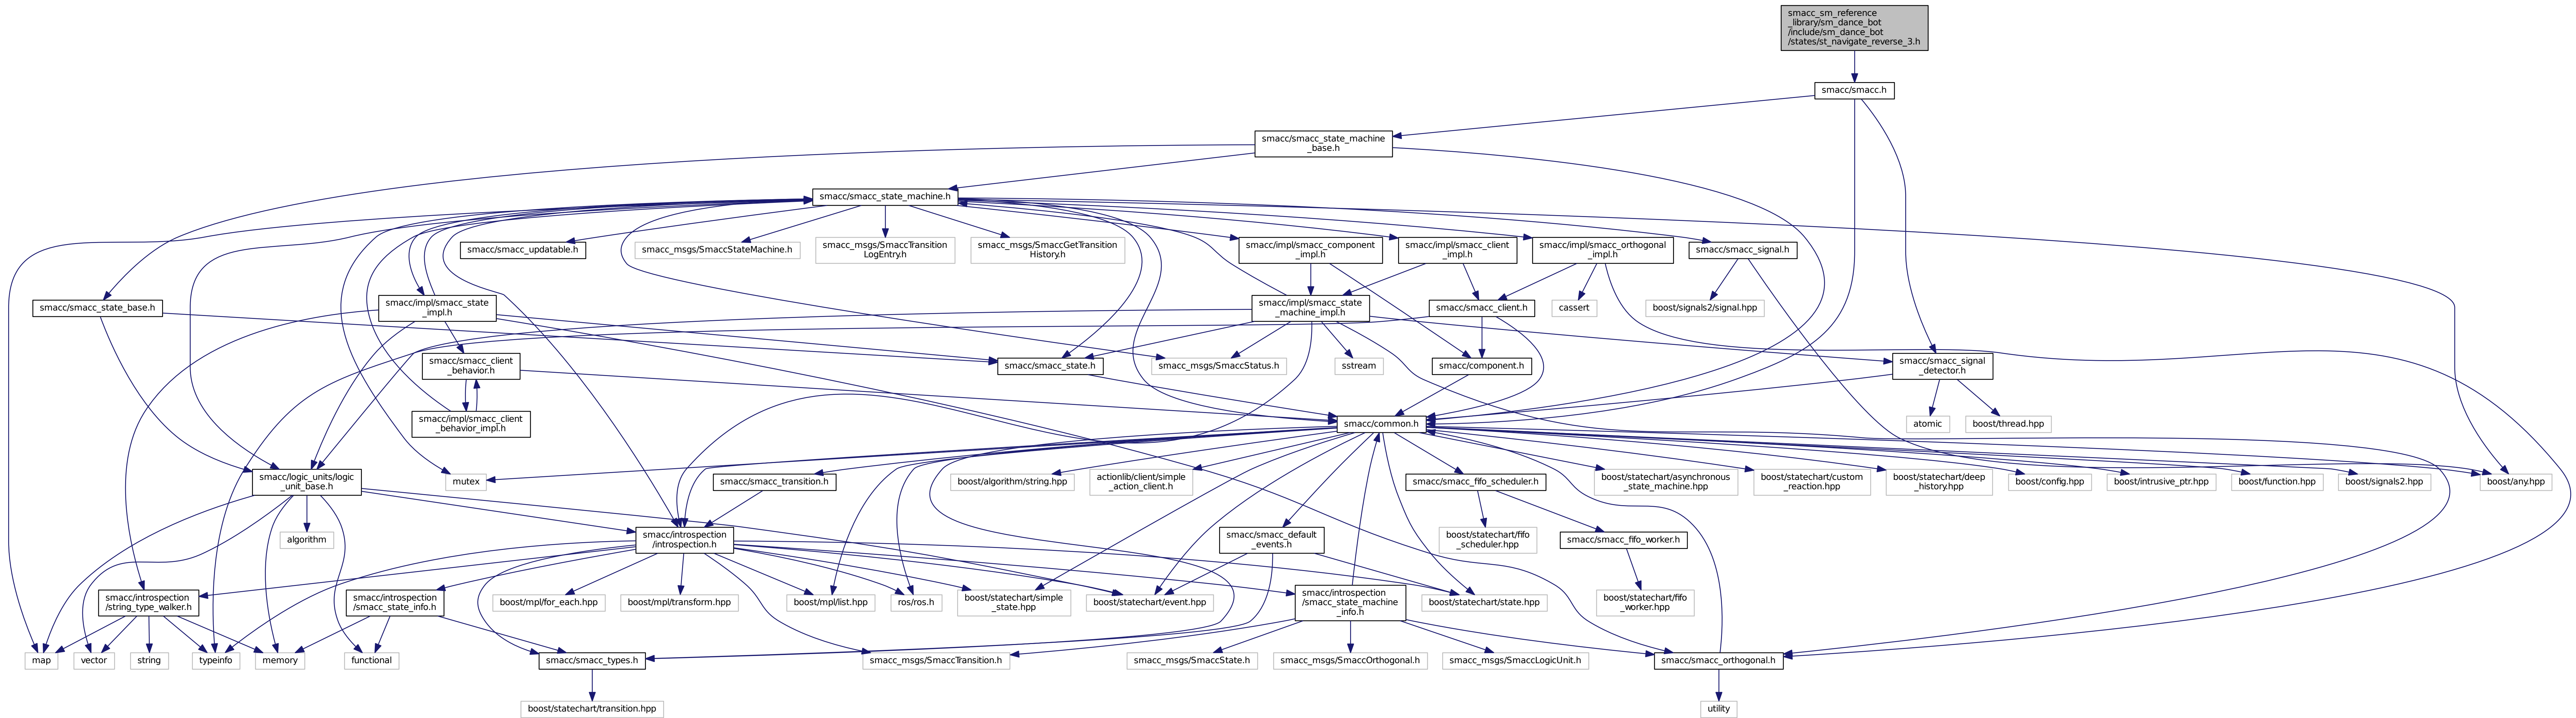 smacc_sm_reference
_library/sm_dance_bot
/include/sm_dance_bot
/states/st_navigate_reverse_3.h
smacc/smacc.h
smacc/smacc_state_machine
_base.h
smacc/smacc_state_machine.h
smacc/smacc_updatable.h
smacc_msgs/SmaccStateMachine.h
smacc_msgs/SmaccTransition
LogEntry.h
smacc_msgs/SmaccGetTransition
History.h
smacc/impl/smacc_component
_impl.h
smacc/impl/smacc_client
_impl.h
smacc/impl/smacc_orthogonal
_impl.h
smacc/smacc_signal.h
smacc/smacc_state_base.h
smacc/impl/smacc_state
_impl.h
smacc/impl/smacc_state
_machine_impl.h
smacc/smacc_client.h
cassert
boost/signals2/signal.hpp
smacc/smacc_client
_behavior.h
smacc/smacc_state.h
smacc_msgs/SmaccStatus.h
sstream
smacc/component.h
smacc/smacc_signal
_detector.h
smacc/impl/smacc_client
_behavior_impl.h
smacc/common.h
atomic
boost/thread.hpp
smacc/logic_units/logic
_unit_base.h
mutex
smacc/smacc_transition.h
boost/algorithm/string.hpp
actionlib/client/simple
_action_client.h
smacc/smacc_fifo_scheduler.h
boost/statechart/asynchronous
_state_machine.hpp
boost/statechart/custom
_reaction.hpp
boost/statechart/deep
_history.hpp
boost/config.hpp
boost/intrusive_ptr.hpp
boost/function.hpp
boost/signals2.hpp
boost/any.hpp
algorithm
smacc/introspection
/introspection.h
smacc/smacc_default
_events.h
boost/statechart/fifo
_scheduler.hpp
smacc/smacc_fifo_worker.h
smacc/introspection
/string_type_walker.h
smacc/introspection
/smacc_state_info.h
boost/mpl/for_each.hpp
boost/mpl/transform.hpp
boost/mpl/list.hpp
ros/ros.h
boost/statechart/simple
_state.hpp
boost/statechart/event.hpp
smacc/introspection
/smacc_state_machine
_info.h
boost/statechart/state.hpp
boost/statechart/fifo
_worker.hpp
map
vector
string
typeinfo
memory
functional
smacc/smacc_types.h
smacc_msgs/SmaccTransition.h
smacc_msgs/SmaccState.h
smacc_msgs/SmaccOrthogonal.h
smacc_msgs/SmaccLogicUnit.h
smacc/smacc_orthogonal.h
boost/statechart/transition.hpp
utility